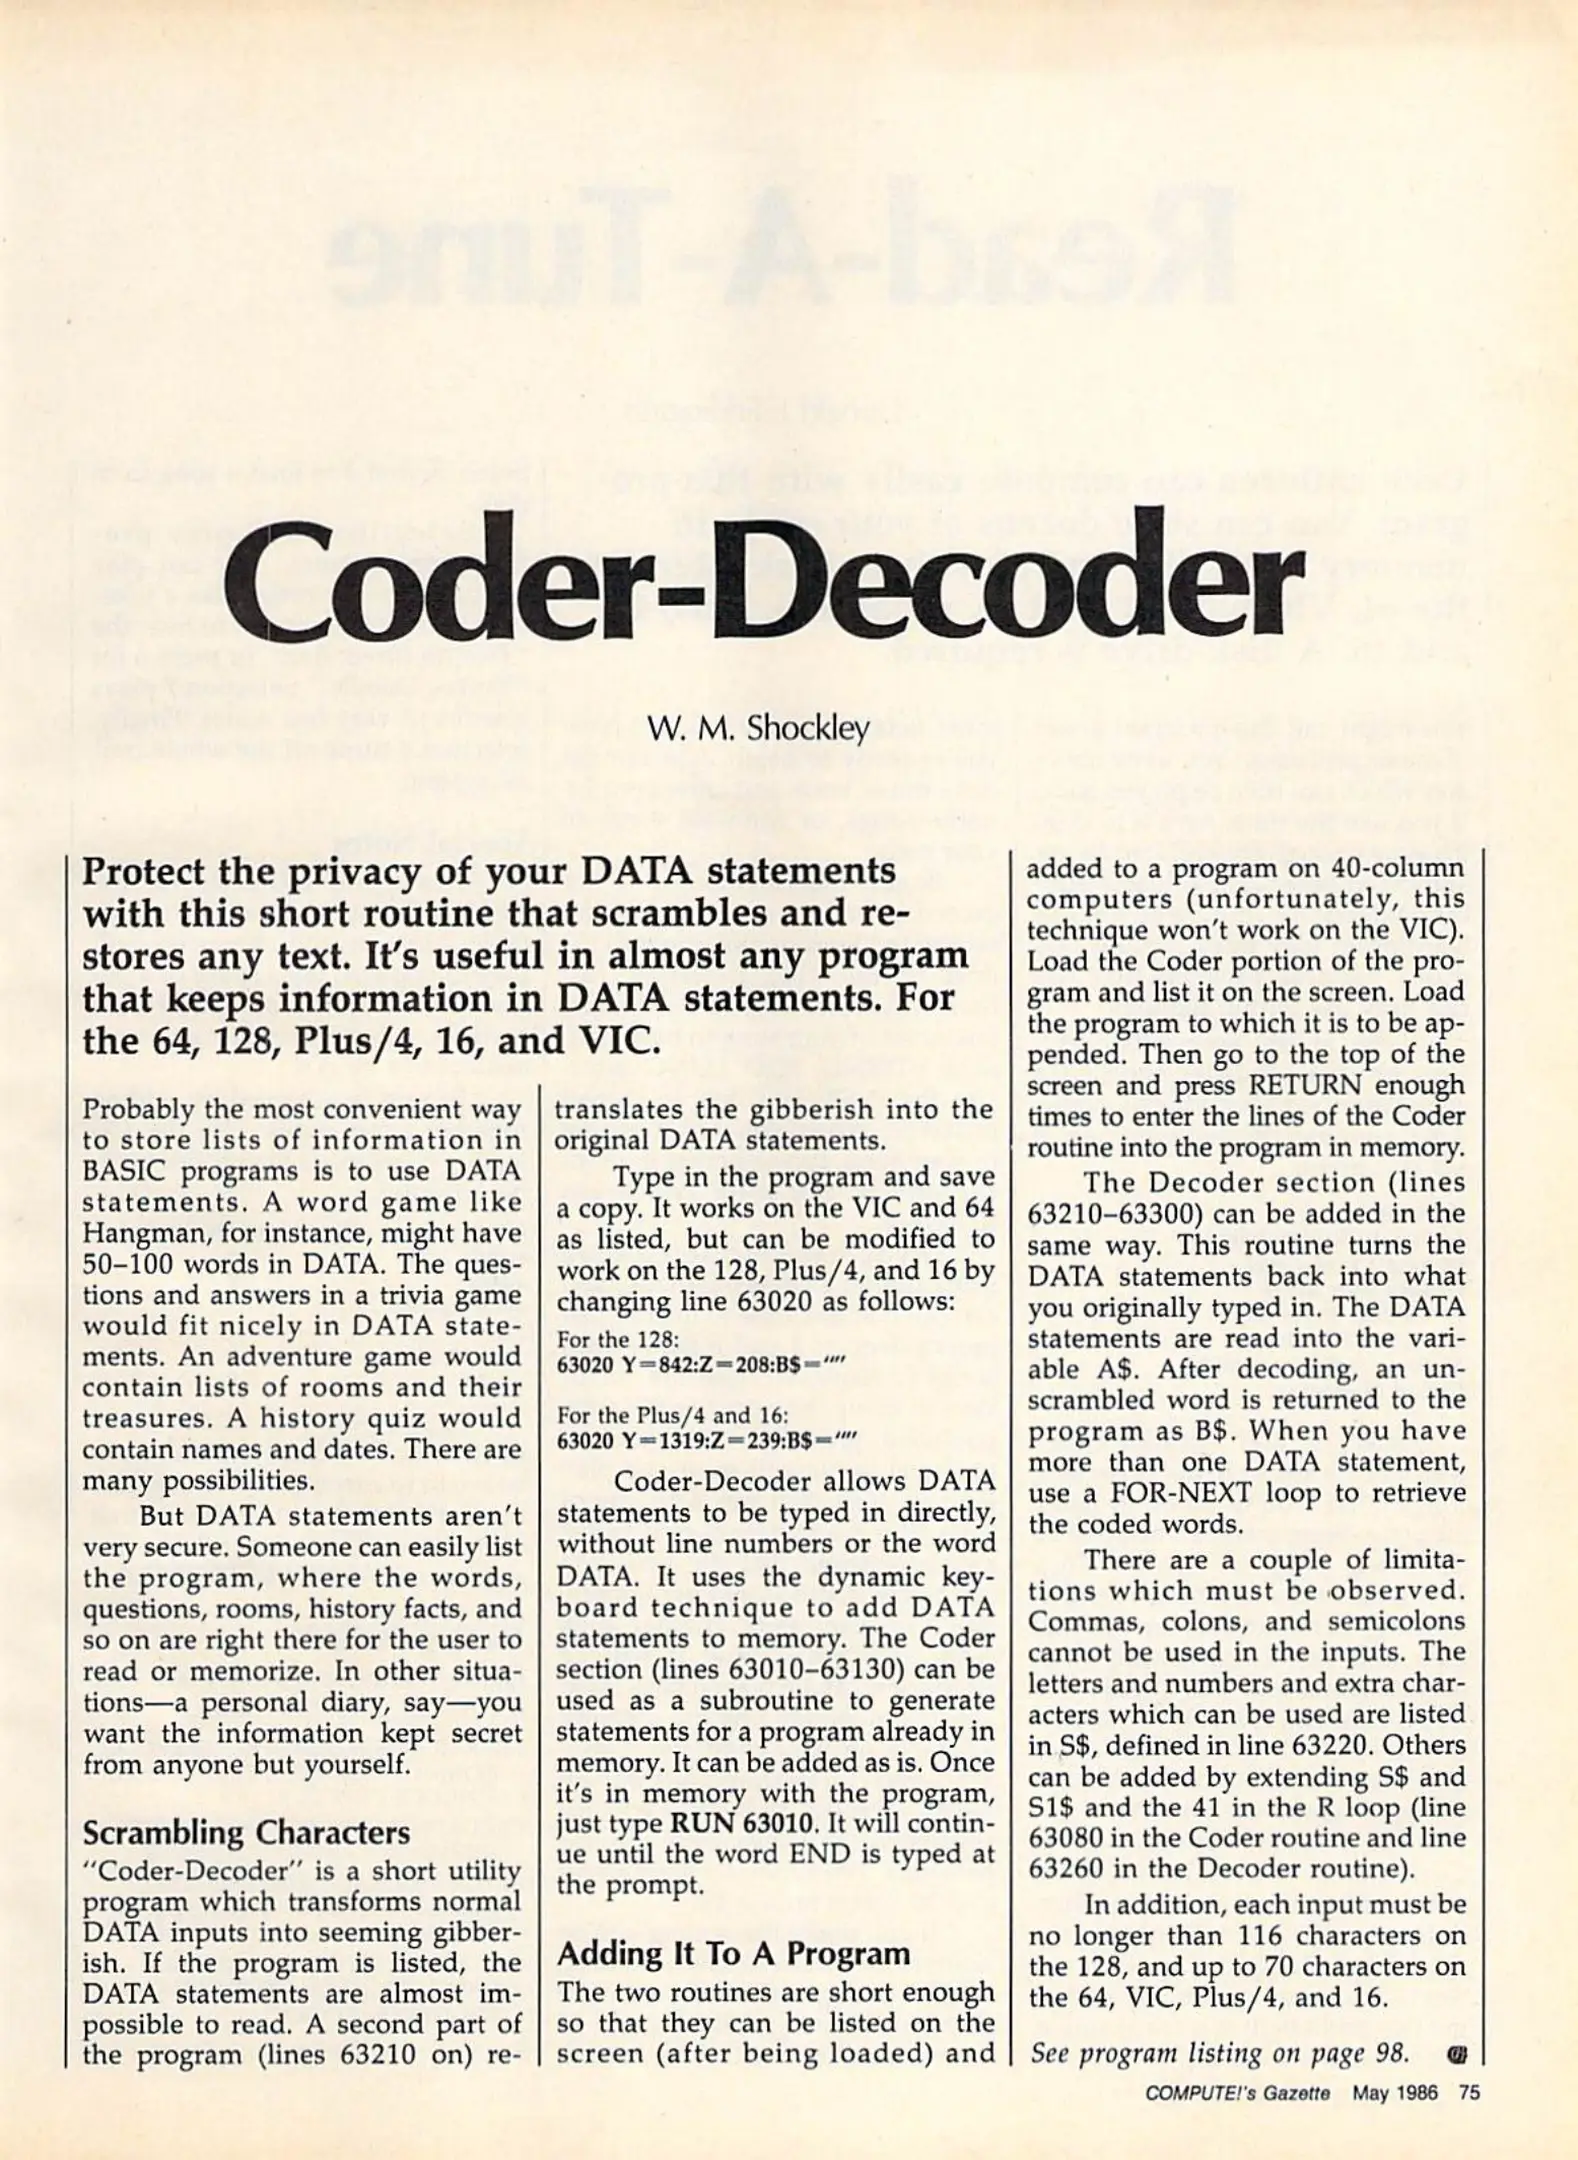 Coder-Decoder
W. M. Shockley
Protect the privacy of your DATA statements
with this short routine that scrambles and re-
stores any text. It's useful in almost any program
that keeps information in DATA statements. For
the 64, 128, Plus/4, 16, and VIC.
Probably the most convenient way
to store lists of information in
BASIC programs is to use DATA
statements. A word game like
Hangman, for instance, might have
50–100 words in DATA. The ques-
tions and answers in a trivia game
would fit nicely in DATA state-
ments. An adventure game would
contain lists of rooms and their
treasures. A history quiz would
contain names and dates. There are
many possibilities.
But DATA statements aren't
very secure. Someone can easily list
the program, where the words,
questions, rooms, history facts, and
so on are right there for the user to
read or memorize. In other situa-
tions—a personal diary, say—you
want the information kept secret
from anyone but yourself.
Scrambling Characters
"Coder-Decoder" is a short utility
program which transforms normal
DATA inputs into seeming gibber-
ish. If the program is listed, the
DATA statements are almost im-
possible to read. A second part of
the program (lines 63210 on) re-
translates the gibberish into the
original DATA statements.
Type in the program and save
a copy. It works on the VIC and 64
as listed, but can be modified to
work on the 128, Plus/4, and 16 by
changing line 63020 as follows:
For the 128:
63020 Y=842:Z=208:B$=""
For the Plus/4 and 16:
63020 Y=1319:Z=239:B$=""
Coder-Decoder allows DATA
statements to be typed in directly,
without line numbers or the word
DATA. It uses the dynamic key-
board technique to add DATA
statements to memory. The Coder
section (lines 63010–63130) can be
used as a subroutine to generate
statements for a program already in
memory. It can be added as is. Once
it's in memory with the program,
just type RUN 63010. It will contin-
ue until the word END is typed at
the prompt.
Adding It To A Program
The two routines are short enough
so that they can be listed on the
screen (after being loaded) and
added to a program on 40-column
computers (unfortunately, this
technique won't work on the VIC).
Load the Coder portion of the pro-
gram and list it on the screen. Load
the program to which it is to be ap-
pended. Then go to the top of the
screen and press RETURN enough
times to enter the lines of the Coder
routine into the program in memory.
The Decoder section (lines
63210–63300) can be added in the
same way. This routine turns the
DATA statements back into what
you originally typed in. The DATA
statements are read into the vari-
able A$. After decoding, an un-
scrambled word is returned to the
program as B$. When you have
more than one DATA statement,
use a FOR-NEXT loop to retrieve
the coded words.
There are a couple of limita-
tions which must be observed.
Commas, colons, and semicolons
cannot be used in the inputs. The
letters and numbers and extra char-
acters which can be used are listed
in S$, defined in line 63220. Others
can be added by extending S$ and
S1$ and the 41 in the R loop (line
63080 in the Coder routine and line
63260 in the Decoder routine).
In addition, each input must be
no longer than 116 characters on
the 128, and up to 70 characters on
the 64, VIC, Plus/4, and 16.
See program listing on page 98.
COMPUTE!'s Gazette May 1986 75